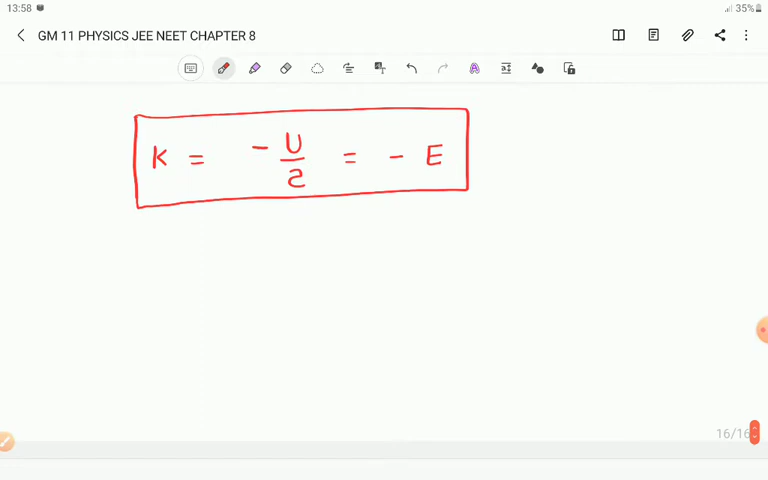 13:58
35%
GM 11 PHYSICS JEE NEET CHAPTER 8
K = -U/2 = - E
16/16